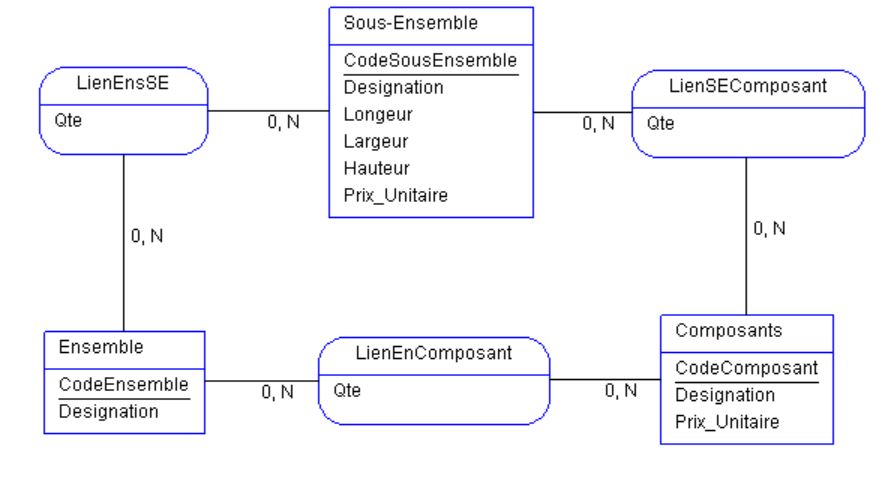 Sous-Ensemble
CodeSousEnsemble
Designation
Longeur
Largeur
Hauteur
Prix_Unitaire
LienEnsSE
Qte
0, N
0, N
LienSEComposant
Qte
0, N
0, N
Ensemble
CodeEnsemble
Designation
0, N
LienEnComposant
Qte
0, N
Composants
CodeComposant
Designation
Prix_Unitaire